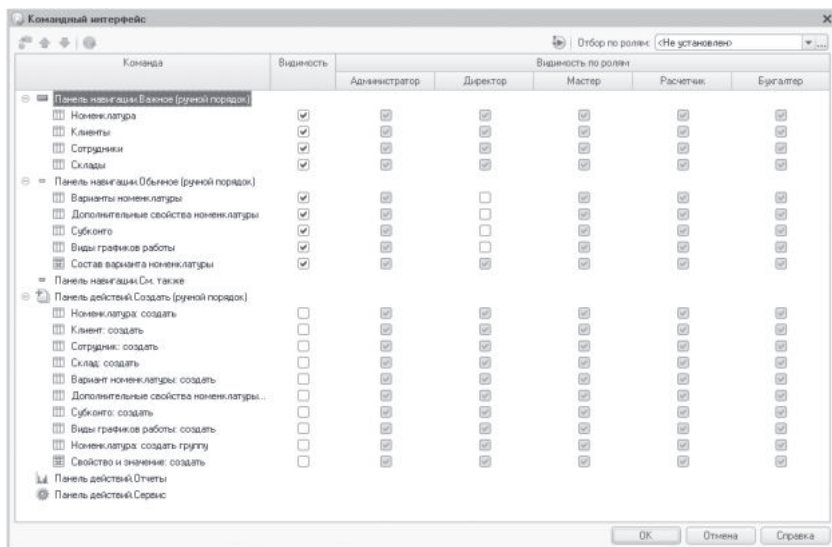 Командный интерфейс
Отбор по ролям: <Не установлено>
Команда Видимость Видимость по ролям
Администратор Директор Мастер Расчетчик Бухгалтер
Панель навигации.Важное (ручной порядок)
Номенклатура
Клиенты
Сотрудники
Склады
Панель навигации.Обычное (ручной порядок)
Варианты номенклатуры
Дополнительные свойства номенклатуры
Субконто
Виды графиков работы
Состав варианта номенклатуры
Панель навигации.См. также
Панель действий.Создать (ручной порядок)
Номенклатура: создать
Клиент: создать
Сотрудник: создать
Склад: создать
Вариант номенклатуры: создать
Дополнительные свойства номенклатуры...
Субконто: создать
Виды графиков работы: создать
Номенклатура: создать группу
Свойство и значение: создать
Панель действий.Отчеты
Панель действий.Сервис
ОК Отмена Справка